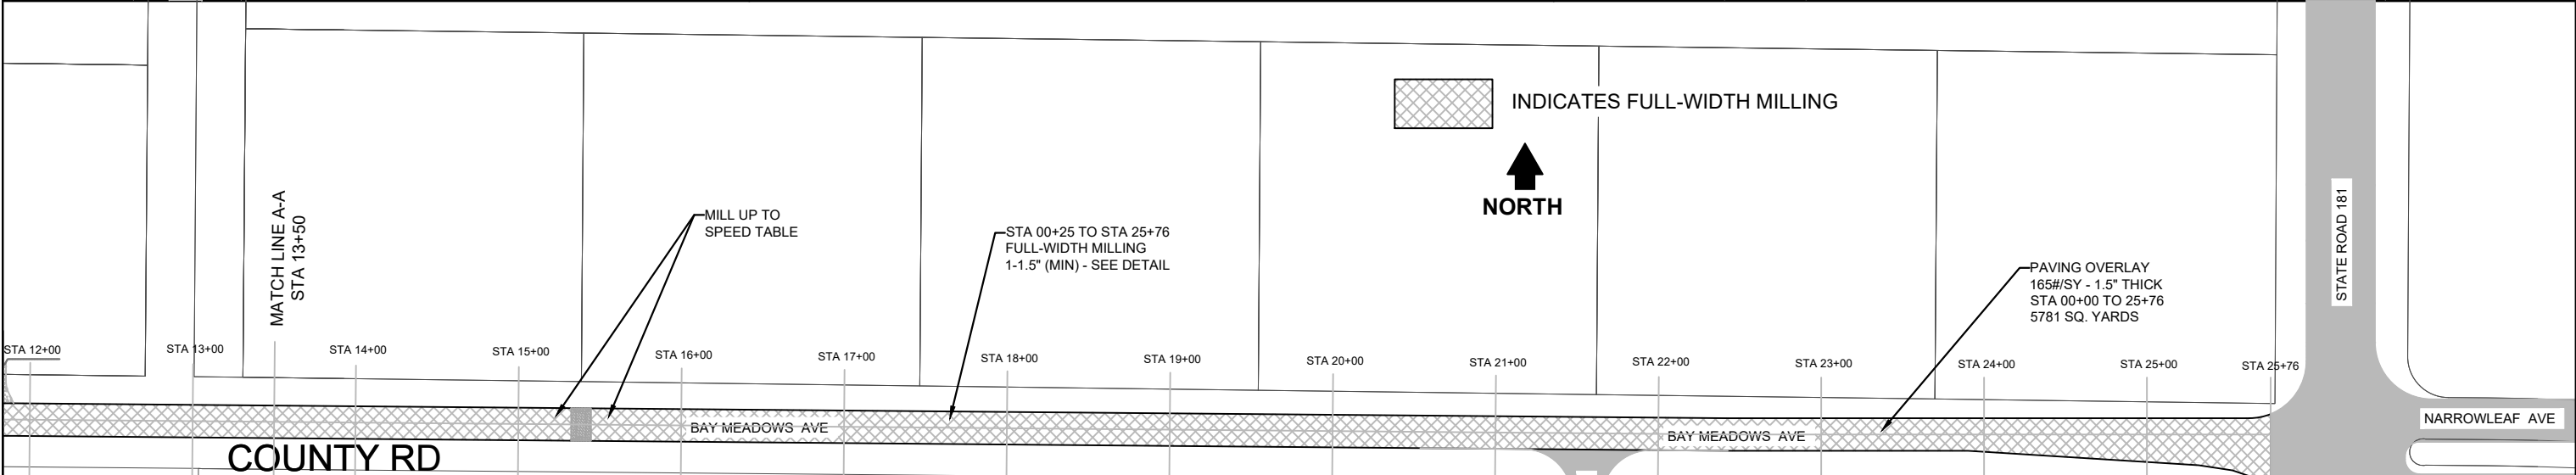 INDICATES FULL-WIDTH MILLING
NORTH
MATCH LINE A-A
STA 13+50
MILL UP TO
SPEED TABLE
STA 00+25 TO STA 25+76
FULL-WIDTH MILLING
1-1.5" (MIN) - SEE DETAIL
PAVING OVERLAY
165#/SY - 1.5" THICK
STA 00+00 TO 25+76
5781 SQ. YARDS
STATE ROAD 181
STA 12+00
STA 13+00
STA 14+00
STA 15+00
STA 16+00
STA 17+00
STA 18+00
STA 19+00
STA 20+00
STA 21+00
STA 22+00
STA 23+00
STA 24+00
STA 25+00
STA 25+76
BAY MEADOWS AVE
BAY MEADOWS AVE
NARROWLEAF AVE
COUNTY RD